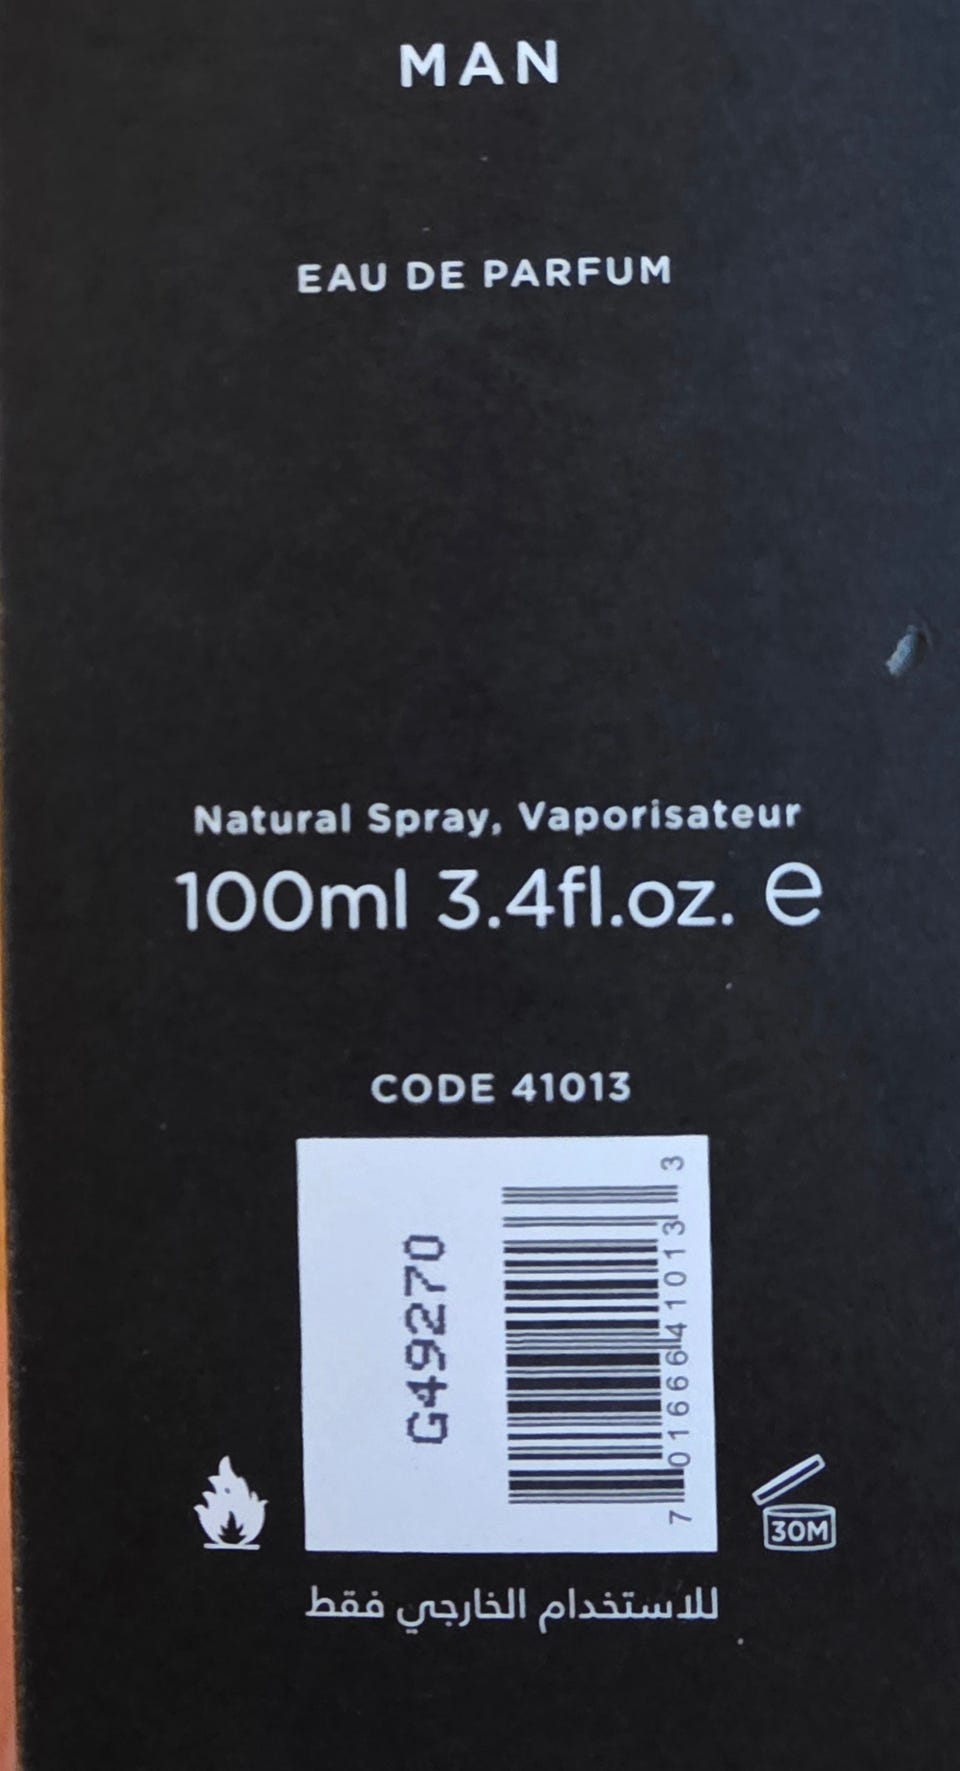 MAN
EAU DE PARFUM
Natural Spray, Vaporisateur
100ml 3.4fl.oz. e
CODE 41013
G49270
7 01666 41013 3
30M
للاستخدام الخارجي فقط